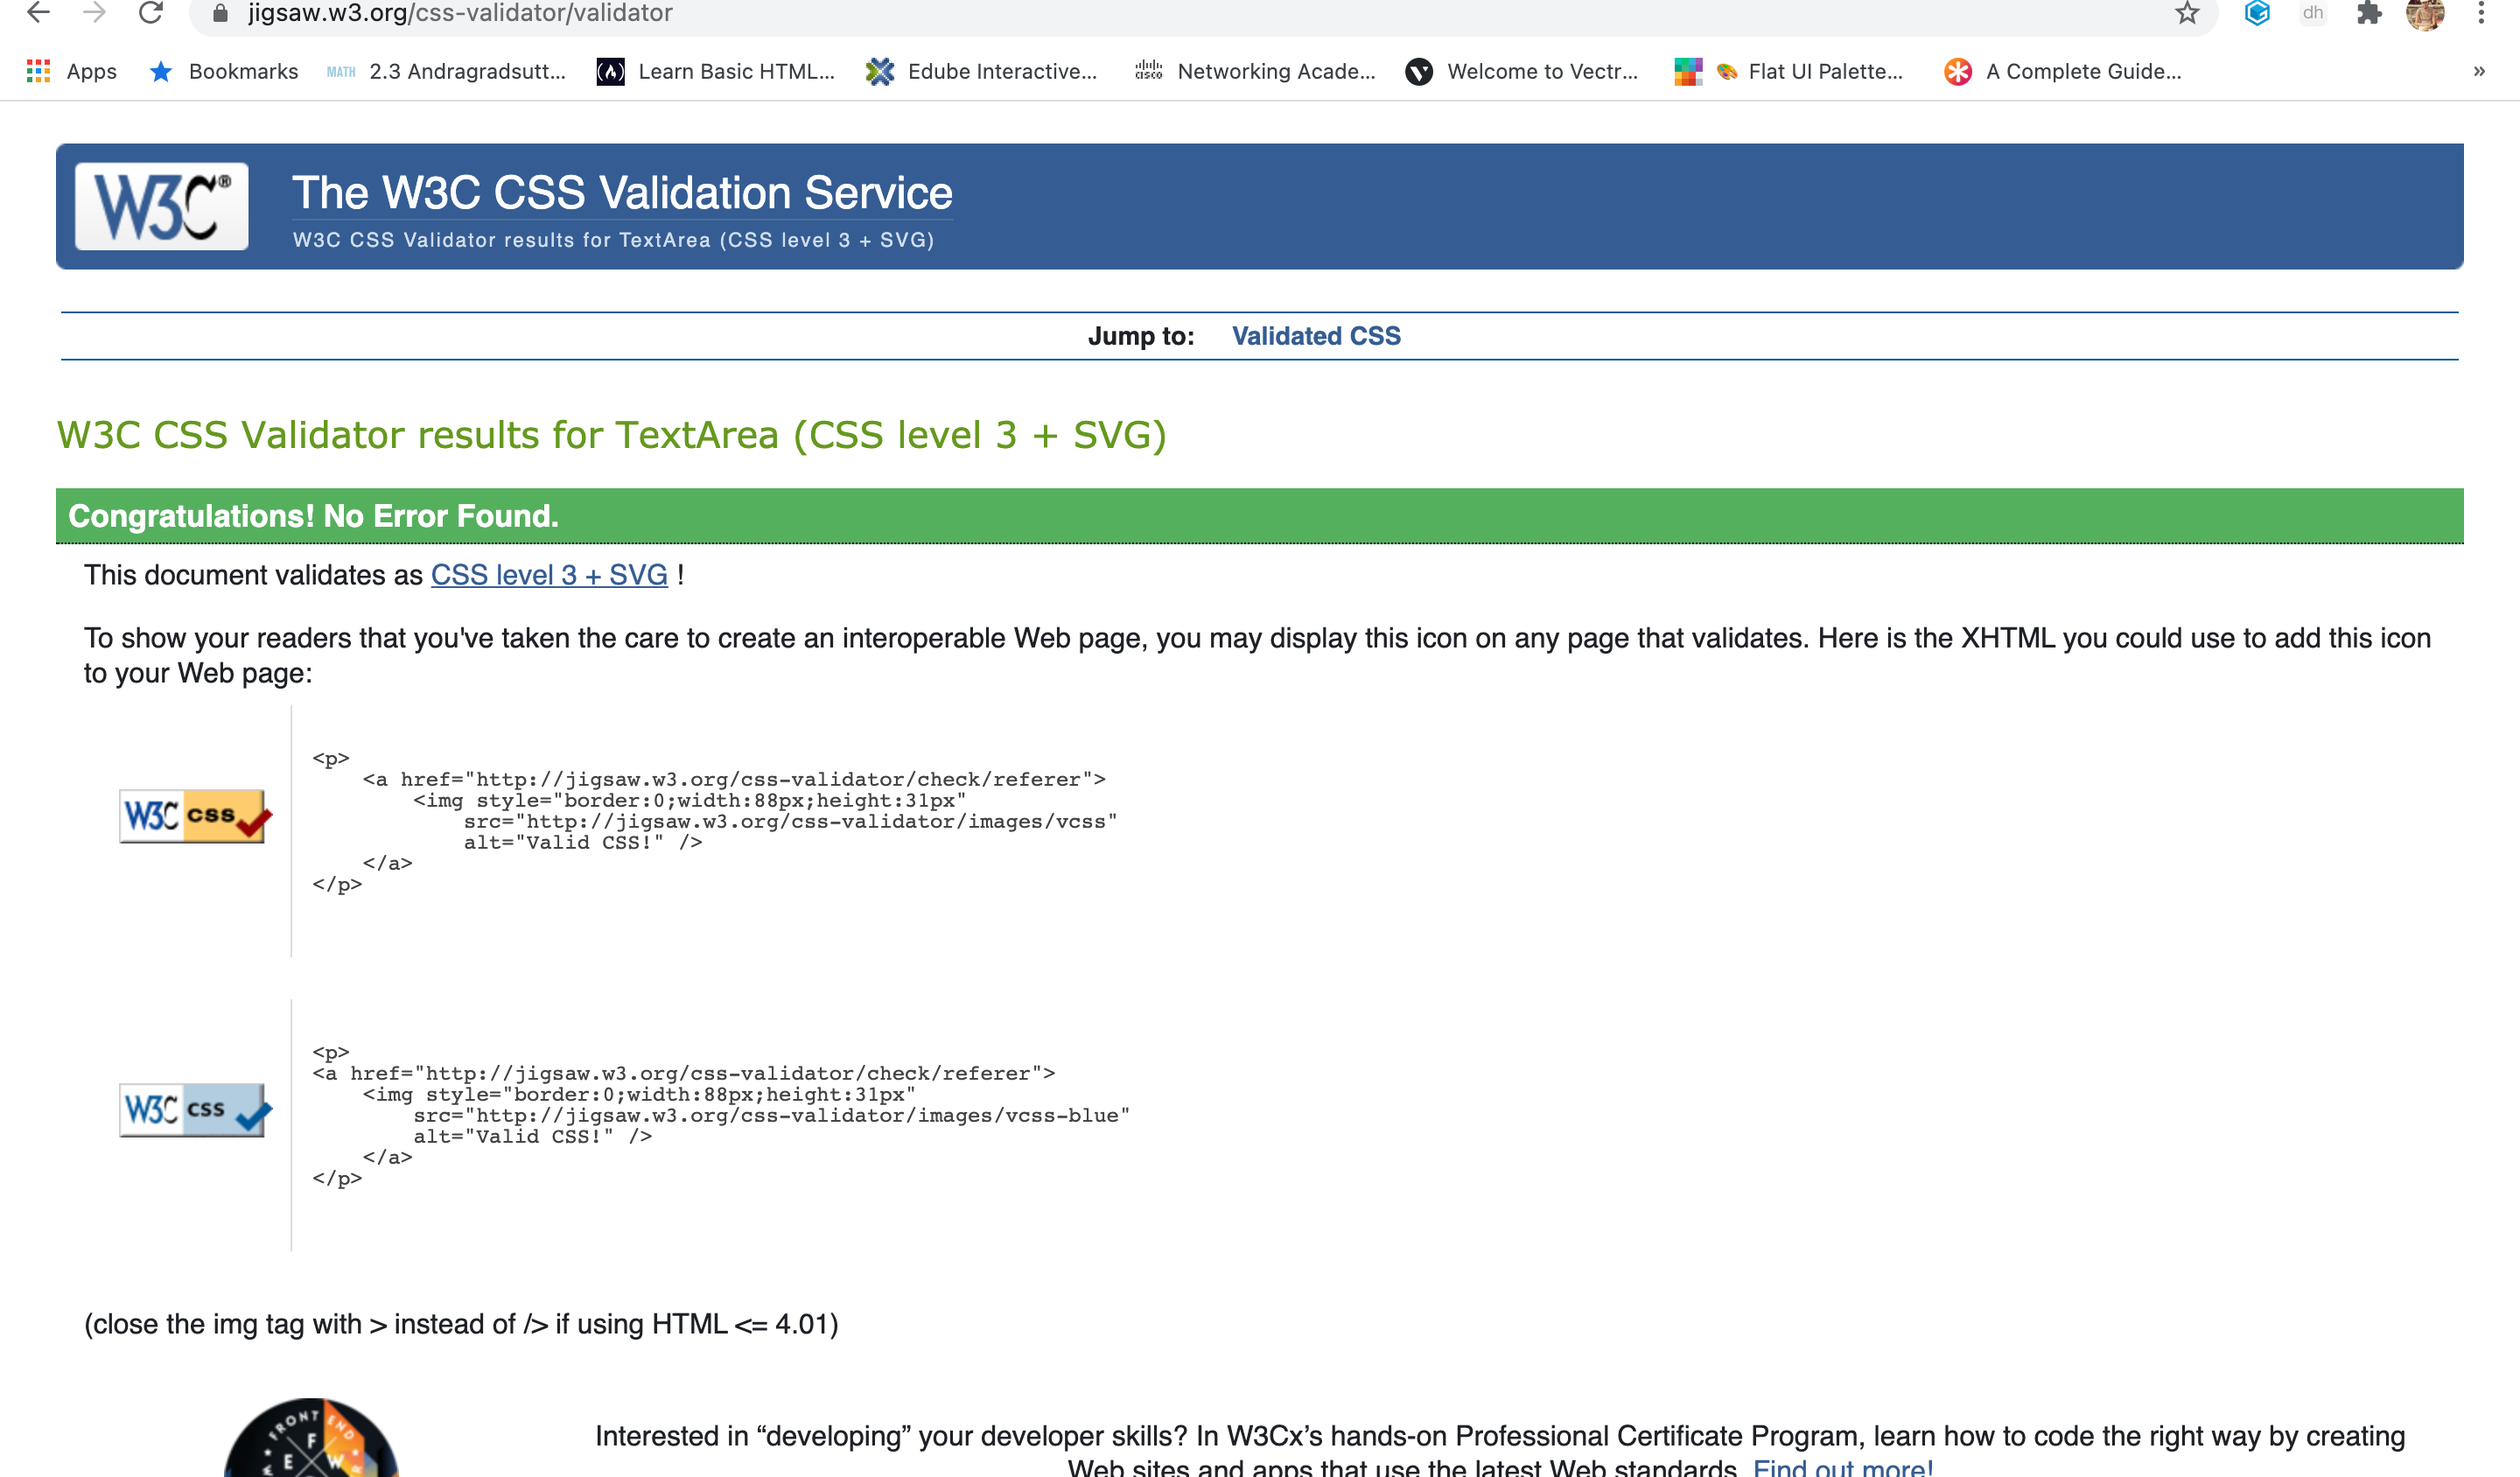 jigsaw.w3.org/css-validator/validator
dh
Apps Bookmarks MATH 2.3 Andragradsutt... Learn Basic HTML... Edube Interactive... cisco Networking Acade... Welcome to Vectr... Flat UI Palette... A Complete Guide... »
W3C® The W3C CSS Validation Service
W3C CSS Validator results for TextArea (CSS level 3 + SVG)
Jump to: Validated CSS
W3C CSS Validator results for TextArea (CSS level 3 + SVG)
Congratulations! No Error Found.
This document validates as CSS level 3 + SVG !
To show your readers that you've taken the care to create an interoperable Web page, you may display this icon on any page that validates. Here is the XHTML you could use to add this icon
to your Web page:
W3C css
<p>
<a href="http://jigsaw.w3.org/css-validator/check/referer">
<img style="border:0;width:88px;height:31px"
src="http://jigsaw.w3.org/css-validator/images/vcss"
alt="Valid CSS!" />
</a>
</p>
W3C css
<p>
<a href="http://jigsaw.w3.org/css-validator/check/referer">
<img style="border:0;width:88px;height:31px"
src="http://jigsaw.w3.org/css-validator/images/vcss-blue"
alt="Valid CSS!" />
</a>
</p>
(close the img tag with > instead of /> if using HTML <= 4.01)
FRONT END
F
E W
Interested in “developing” your developer skills? In W3Cx’s hands-on Professional Certificate Program, learn how to code the right way by creating
Web sites and apps that use the latest Web standards. Find out more!